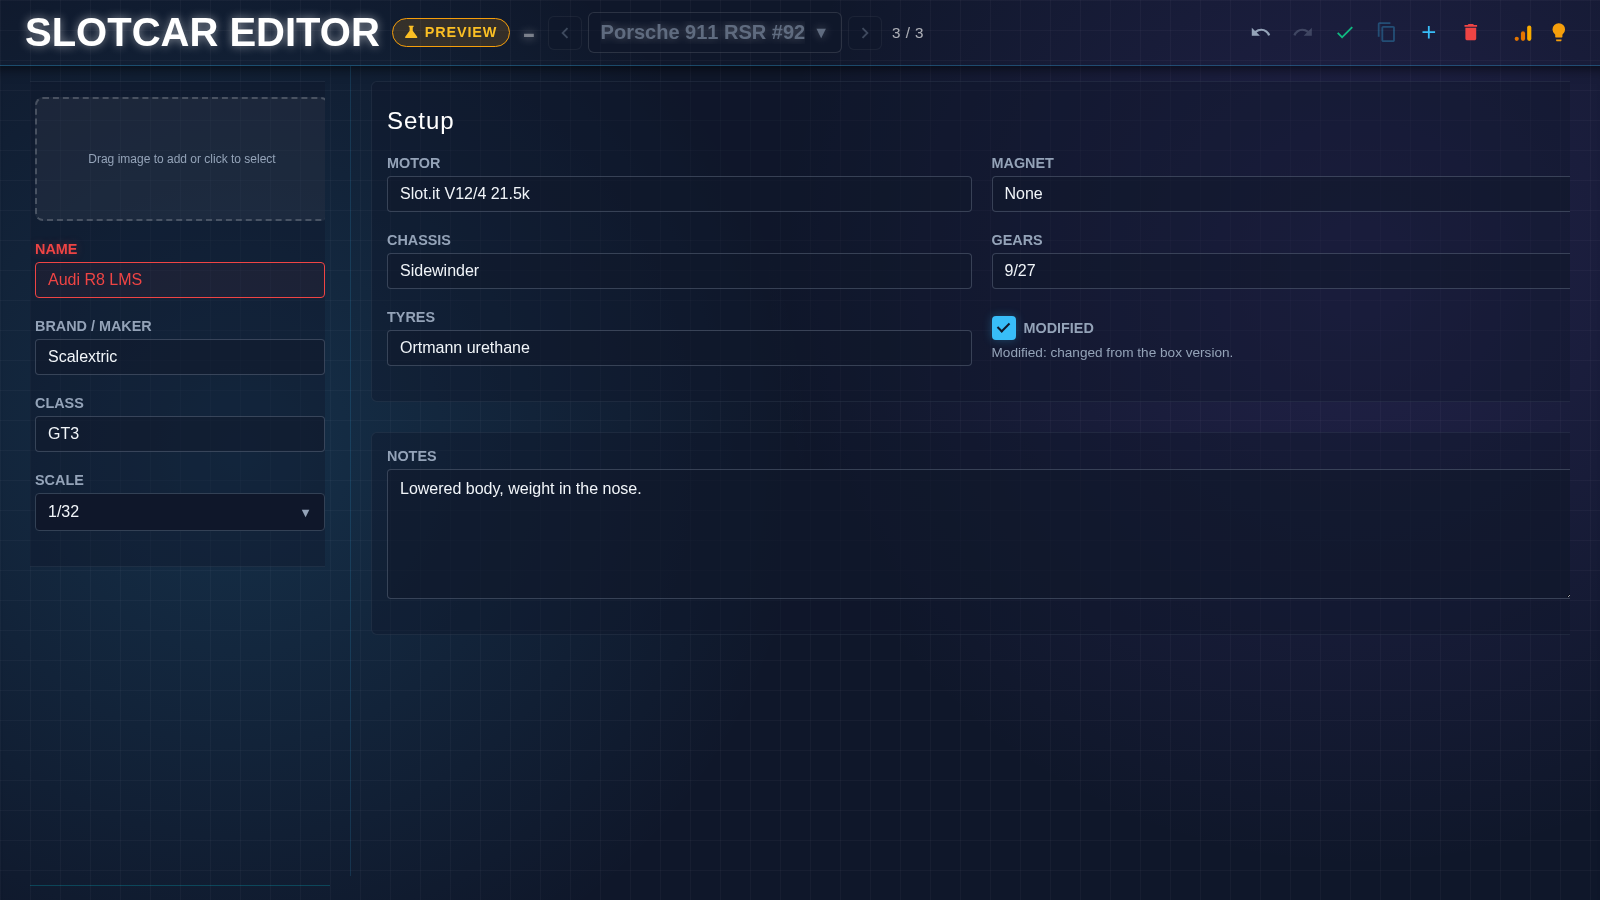 SLOTCAR EDITOR
PREVIEW
-
Porsche 911 RSR #92 ▼
3 / 3
Drag image to add or click to select
NAME
Audi R8 LMS
BRAND / MAKER
Scalextric
CLASS
GT3
SCALE
1/32 ▼
Setup
MOTOR
Slot.it V12/4 21.5k
MAGNET
None
CHASSIS
Sidewinder
GEARS
9/27
TYRES
Ortmann urethane
MODIFIED
Modified: changed from the box version.
NOTES
Lowered body, weight in the nose.